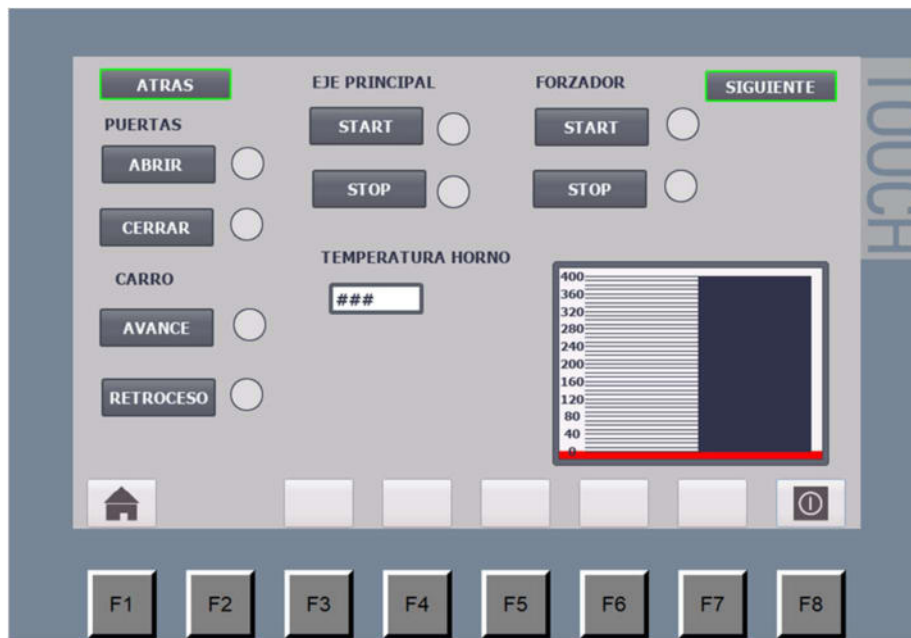 ATRAS
EJE PRINCIPAL
FORZADOR
SIGUIENTE
PUERTAS
START
START
ABRIR
STOP
STOP
CERRAR
CARRO
TEMPERATURA HORNO
###
AVANCE
RETROCESO
400
360
320
280
240
200
160
120
80
40
0
TOUCH
F1
F2
F3
F4
F5
F6
F7
F8